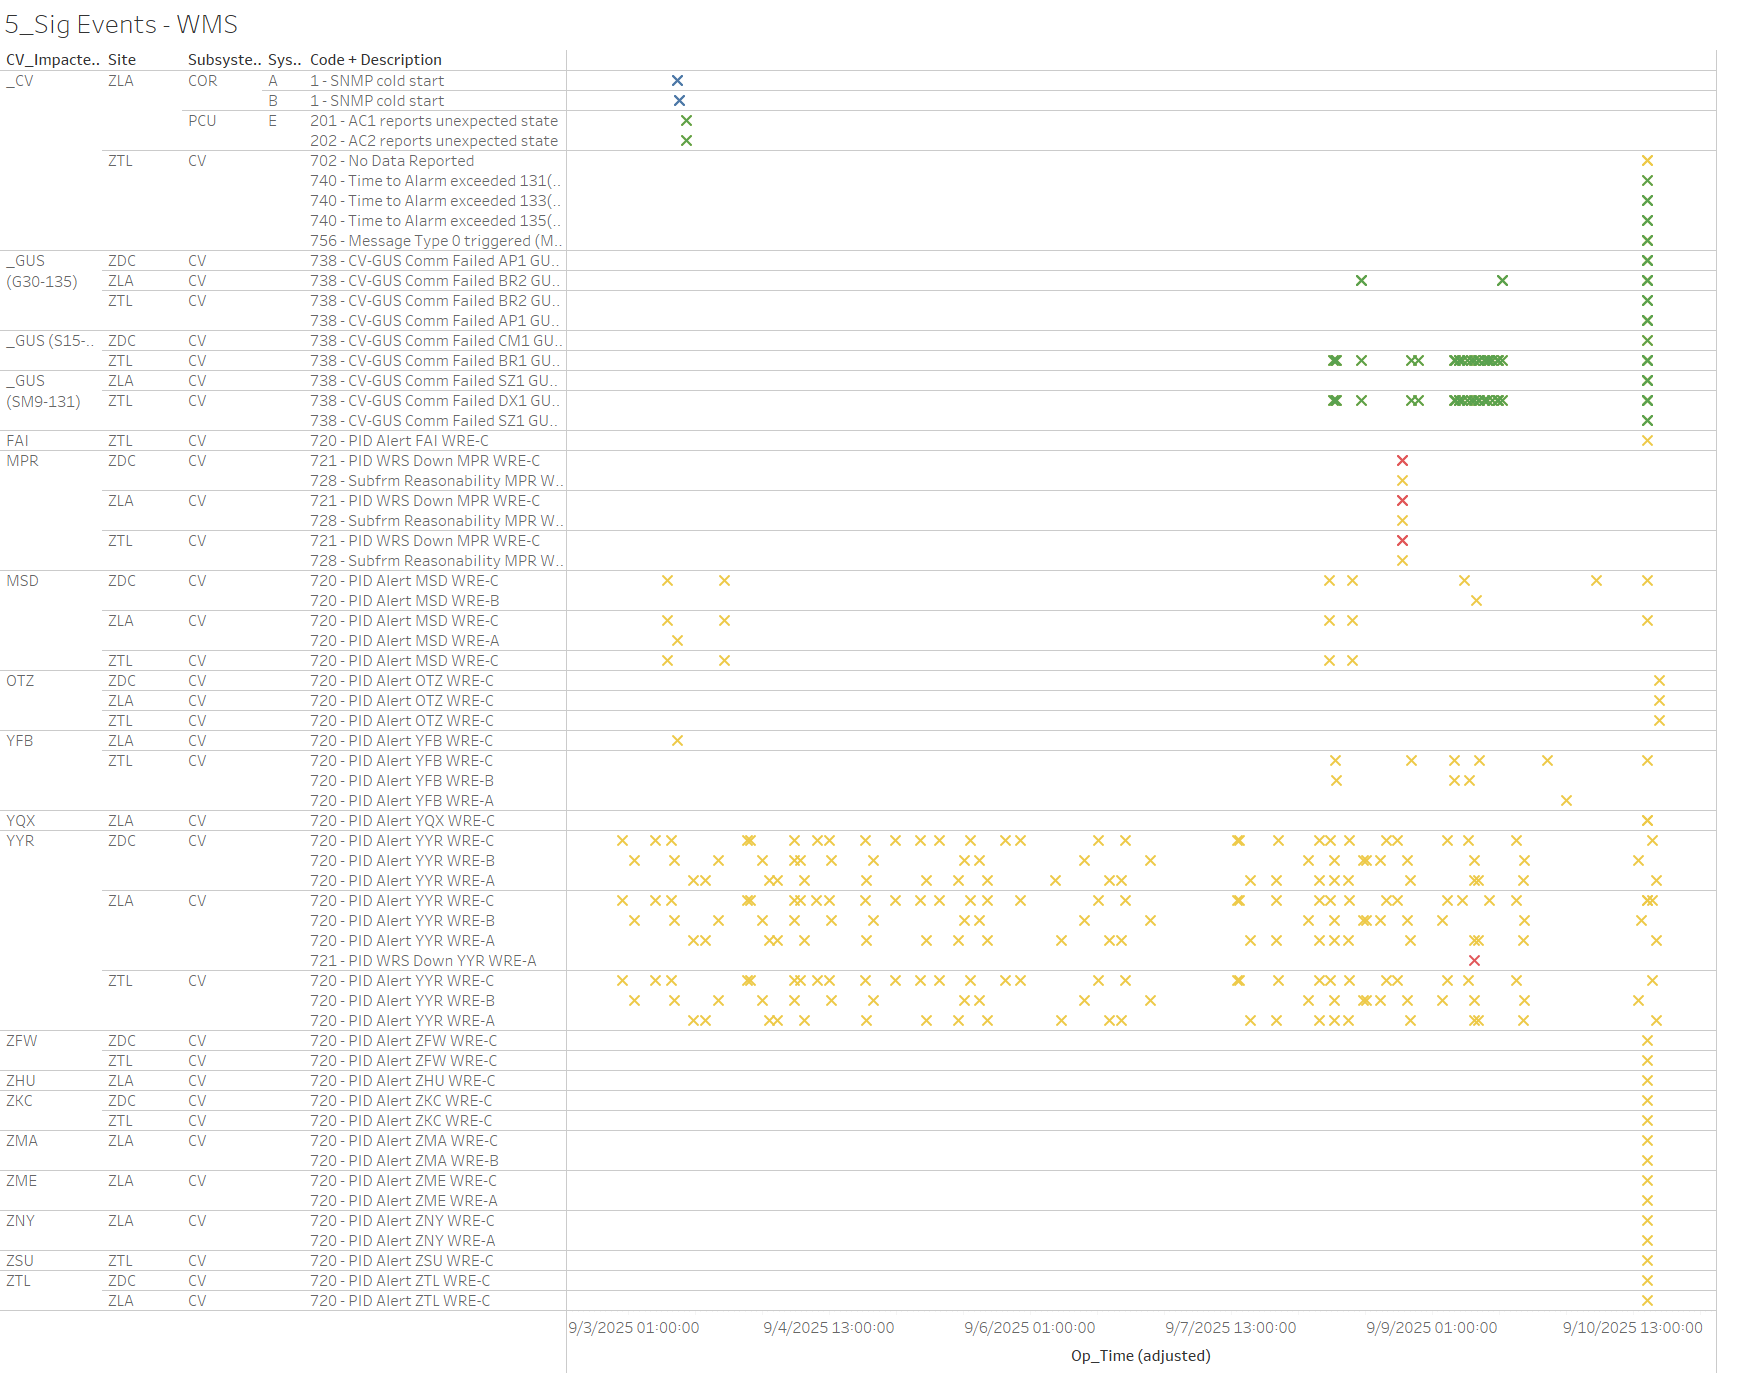 5_Sig Events - WMS
CV_Impacte.. Site Subsyste.. Sys.. Code + Description
_CV ZLA COR A 1 - SNMP cold start
B 1 - SNMP cold start
PCU E 201 - AC1 reports unexpected state
202 - AC2 reports unexpected state
ZTL CV 702 - No Data Reported
740 - Time to Alarm exceeded 131(..
740 - Time to Alarm exceeded 133(..
740 - Time to Alarm exceeded 135(..
756 - Message Type 0 triggered (M..
_GUS ZDC CV 738 - CV-GUS Comm Failed AP1 GU..
(G30-135) ZLA CV 738 - CV-GUS Comm Failed BR2 GU..
ZTL CV 738 - CV-GUS Comm Failed BR2 GU..
738 - CV-GUS Comm Failed AP1 GU..
_GUS (S15-.. ZDC CV 738 - CV-GUS Comm Failed CM1 GU..
ZTL CV 738 - CV-GUS Comm Failed BR1 GU..
_GUS ZLA CV 738 - CV-GUS Comm Failed SZ1 GU..
(SM9-131) ZTL CV 738 - CV-GUS Comm Failed DX1 GU..
738 - CV-GUS Comm Failed SZ1 GU..
FAI ZTL CV 720 - PID Alert FAI WRE-C
MPR ZDC CV 721 - PID WRS Down MPR WRE-C
728 - Subfrm Reasonability MPR W..
ZLA CV 721 - PID WRS Down MPR WRE-C
728 - Subfrm Reasonability MPR W..
ZTL CV 721 - PID WRS Down MPR WRE-C
728 - Subfrm Reasonability MPR W..
MSD ZDC CV 720 - PID Alert MSD WRE-C
720 - PID Alert MSD WRE-B
ZLA CV 720 - PID Alert MSD WRE-C
720 - PID Alert MSD WRE-A
ZTL CV 720 - PID Alert MSD WRE-C
OTZ ZDC CV 720 - PID Alert OTZ WRE-C
ZLA CV 720 - PID Alert OTZ WRE-C
ZTL CV 720 - PID Alert OTZ WRE-C
YFB ZLA CV 720 - PID Alert YFB WRE-C
ZTL CV 720 - PID Alert YFB WRE-C
720 - PID Alert YFB WRE-B
720 - PID Alert YFB WRE-A
YQX ZLA CV 720 - PID Alert YQX WRE-C
YYR ZDC CV 720 - PID Alert YYR WRE-C
720 - PID Alert YYR WRE-B
720 - PID Alert YYR WRE-A
ZLA CV 720 - PID Alert YYR WRE-C
720 - PID Alert YYR WRE-B
720 - PID Alert YYR WRE-A
721 - PID WRS Down YYR WRE-A
ZTL CV 720 - PID Alert YYR WRE-C
720 - PID Alert YYR WRE-B
720 - PID Alert YYR WRE-A
ZFW ZDC CV 720 - PID Alert ZFW WRE-C
ZTL CV 720 - PID Alert ZFW WRE-C
ZHU ZLA CV 720 - PID Alert ZHU WRE-C
ZKC ZDC CV 720 - PID Alert ZKC WRE-C
ZTL CV 720 - PID Alert ZKC WRE-C
ZMA ZLA CV 720 - PID Alert ZMA WRE-C
720 - PID Alert ZMA WRE-B
ZME ZLA CV 720 - PID Alert ZME WRE-C
720 - PID Alert ZME WRE-A
ZNY ZLA CV 720 - PID Alert ZNY WRE-C
720 - PID Alert ZNY WRE-A
ZSU ZTL CV 720 - PID Alert ZSU WRE-C
ZTL ZDC CV 720 - PID Alert ZTL WRE-C
ZLA CV 720 - PID Alert ZTL WRE-C
9/3/2025 01:00:00 9/4/2025 13:00:00 9/6/2025 01:00:00 9/7/2025 13:00:00 9/9/2025 01:00:00 9/10/2025 13:00:00
Op_Time (adjusted)